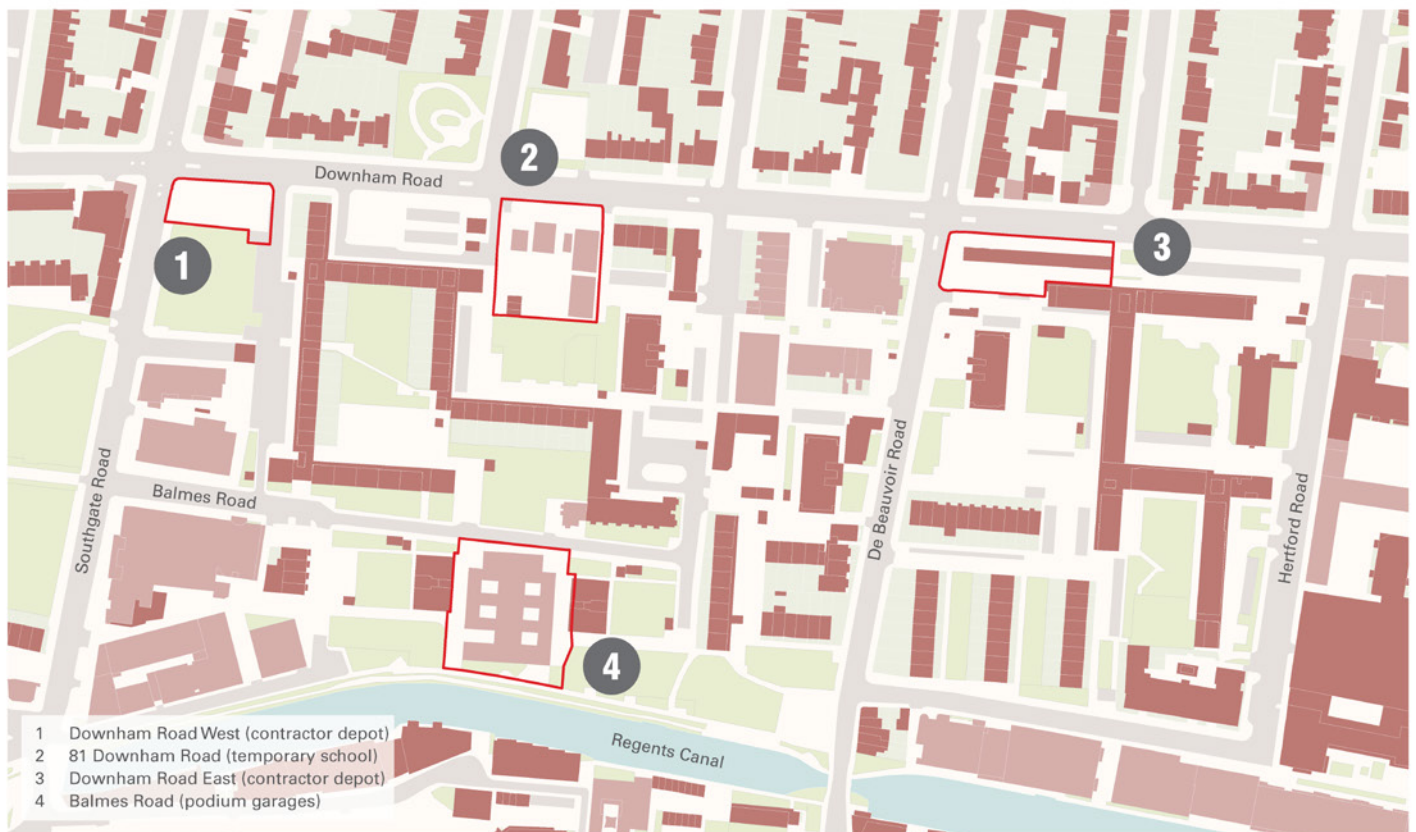 2
Downham Road
3
1
De Beauvoir Road
Southgate Road
Balmes Road
Hertford Road
4
Regents Canal
1 Downham Road West (contractor depot)
2 81 Downham Road (temporary school)
3 Downham Road East (contractor depot)
4 Balmes Road (podium garages)